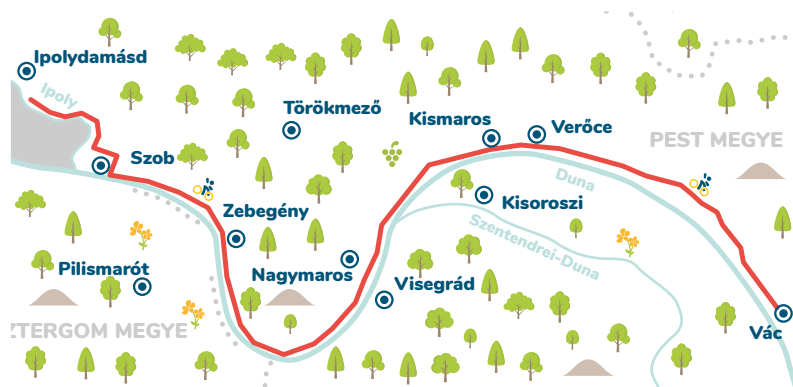 Ipolydamásd
Ipoly
Törökmező
Kismaros
Verőce
PEST MEGYE
Szob
Duna
Kisoroszi
Zebegény
Szentendrei-Duna
Pilismarót
Nagymaros
Visegrád
ZTERGOM MEGYE
Vác